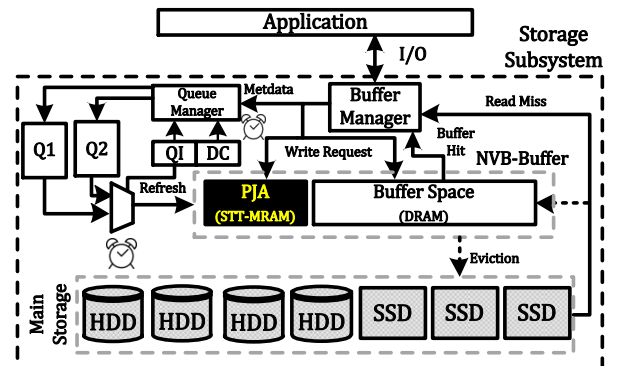 Application
Storage
Subsystem
I/O
Metdata
Queue
Manager
Buffer
Manager
Read Miss
Q1
Q2
QI
DC
Write Request
Buffer
Hit
NVB-Buffer
Refresh
PJA
(STT-MRAM)
Buffer Space
(DRAM)
Eviction
Main
Storage
HDD
HDD
HDD
HDD
SSD
SSD
SSD